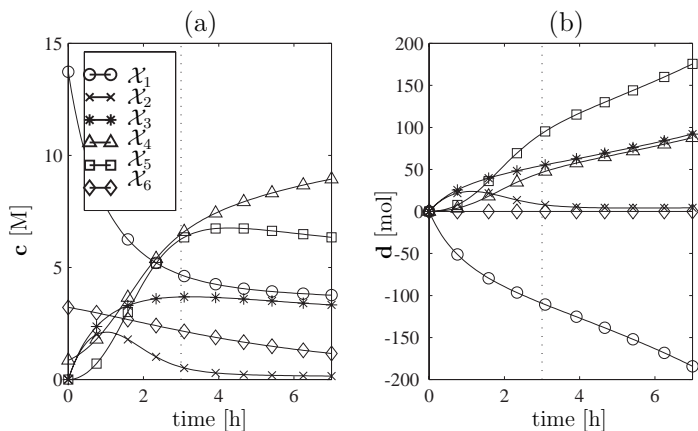 (a)
15
10
5
0
c [M]
0
2
4
6
time [h]
𝒳₁
𝒳₂
𝒳₃
𝒳₄
𝒳₅
𝒳₆
(b)
200
150
100
50
0
-50
-100
-150
-200
d [mol]
0
2
4
6
time [h]